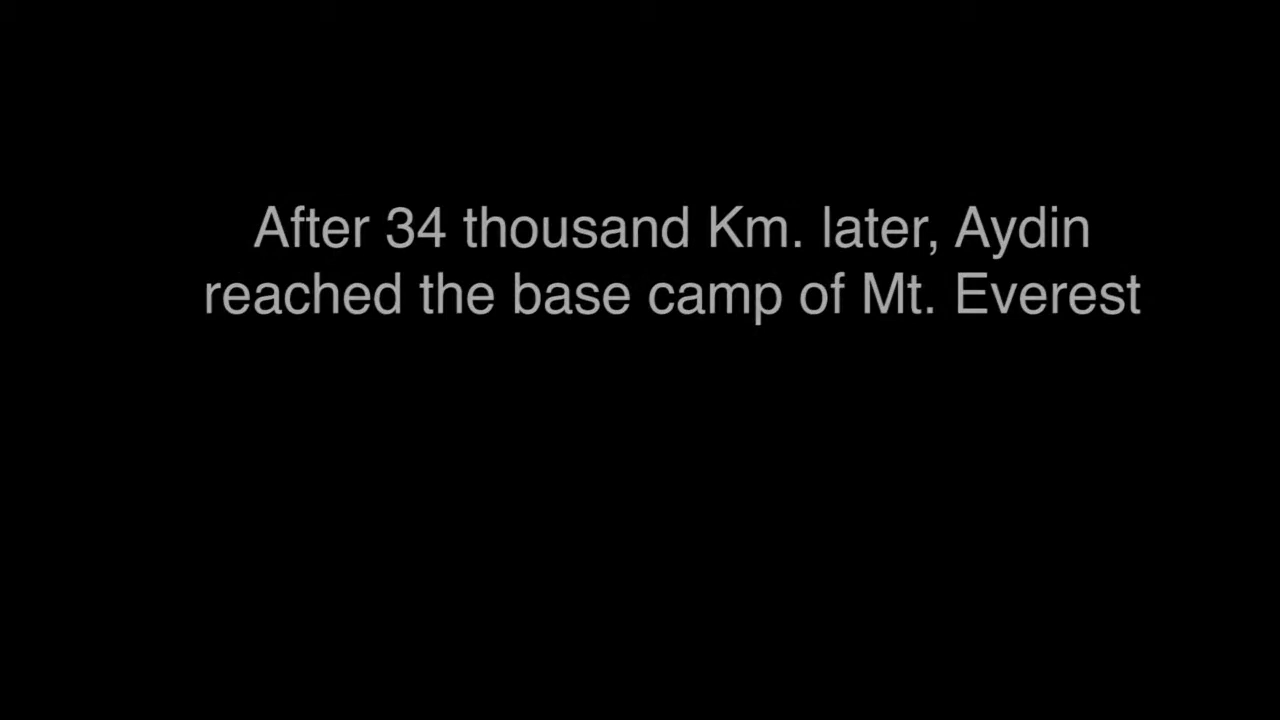 After 34 thousand Km. later, Aydin
reached the base camp of Mt. Everest